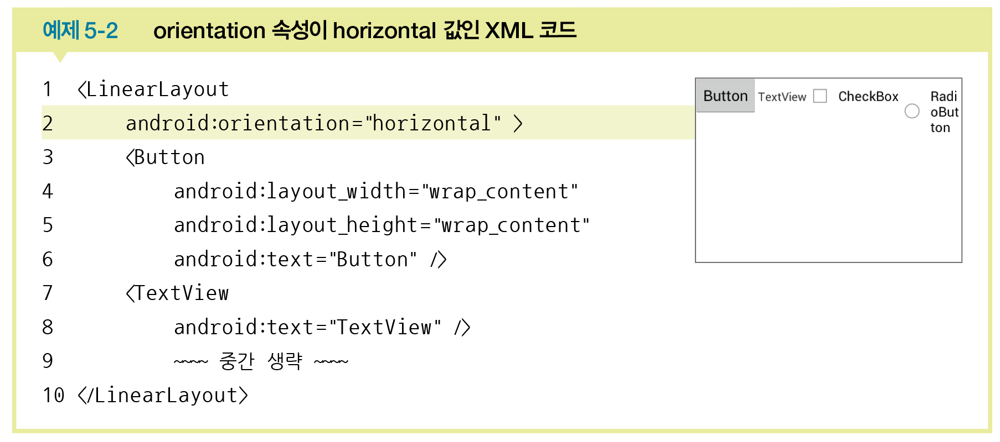 예제 5-2 orientation 속성이 horizontal 값인 XML 코드
1 <LinearLayout
2 android:orientation="horizontal" >
3 <Button
4 android:layout_width="wrap_content"
5 android:layout_height="wrap_content"
6 android:text="Button" />
7 <TextView
8 android:text="TextView" />
9 ~~~~ 중간 생략 ~~~~
10 </LinearLayout>
Button TextView CheckBox Radi
oBut
ton